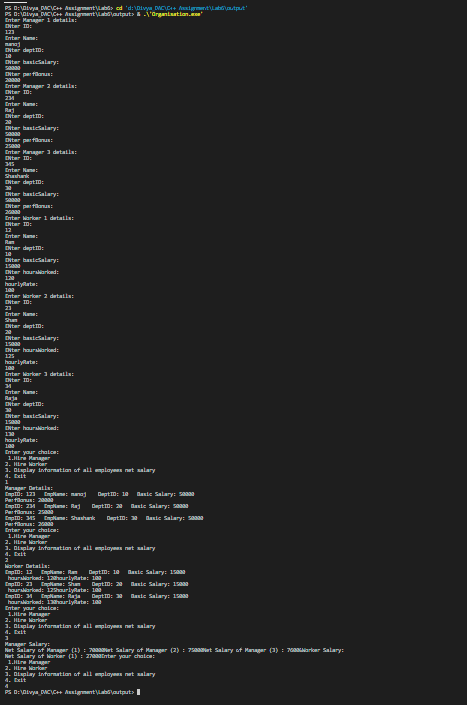 PS D:\Divya_DAC\C++ Assignment\Lab6> cd 'd:\Divya_DAC\C++ Assignment\Lab6\output'
PS D:\Divya_DAC\C++ Assignment\Lab6\output> & .\'Organisation.exe'
Enter Manager 1 details:
ENter ID:
123
Enter Name:
manoj
ENter deptID:
10
ENter basicSalary:
50000
ENter perfBonus:
20000
Enter Manager 2 details:
ENter ID:
234
Enter Name:
Raj
ENter deptID:
20
ENter basicSalary:
50000
ENter perfBonus:
25000
Enter Manager 3 details:
ENter ID:
345
Enter Name:
Shashank
ENter deptID:
30
ENter basicSalary:
50000
ENter perfBonus:
26000
Enter Worker 1 details:
ENter ID:
12
Enter Name:
Ram
ENter deptID:
10
ENter basicSalary:
15000
ENter hoursWorked:
120
hourlyRate:
100
Enter Worker 2 details:
ENter ID:
23
Enter Name:
Sham
ENter deptID:
20
ENter basicSalary:
15000
ENter hoursWorked:
125
hourlyRate:
100
Enter Worker 3 details:
ENter ID:
34
Enter Name:
Raja
ENter deptID:
30
ENter basicSalary:
15000
ENter hoursWorked:
130
hourlyRate:
100
Enter your choice:
1.Hire Manager
2. Hire Worker
3. Display information of all employees net salary
4. Exit
1
Manager Details:
EmpID: 123 EmpName: manoj DeptID: 10 Basic Salary: 50000
PerfBonus: 20000
EmpID: 234 EmpName: Raj DeptID: 20 Basic Salary: 50000
PerfBonus: 25000
EmpID: 345 EmpName: Shashank DeptID: 30 Basic Salary: 50000
PerfBonus: 26000
Enter your choice:
1.Hire Manager
2. Hire Worker
3. Display information of all employees net salary
4. Exit
2
Worker Details:
EmpID: 12 EmpName: Ram DeptID: 10 Basic Salary: 15000
hoursWorked: 120hourlyRate: 100
EmpID: 23 EmpName: Sham DeptID: 20 Basic Salary: 15000
hoursWorked: 125hourlyRate: 100
EmpID: 34 EmpName: Raja DeptID: 30 Basic Salary: 15000
hoursWorked: 130hourlyRate: 100
Enter your choice:
1.Hire Manager
2. Hire Worker
3. Display information of all employees net salary
4. Exit
3
Manager Salary:
Net Salary of Manager (1) : 70000Net Salary of Manager (2) : 75000Net Salary of Manager (3) : 76000Worker Salary:
Net Salary of Worker (1) : 27000Enter your choice:
1.Hire Manager
2. Hire Worker
3. Display information of all employees net salary
4. Exit
4
PS D:\Divya_DAC\C++ Assignment\Lab6\output>